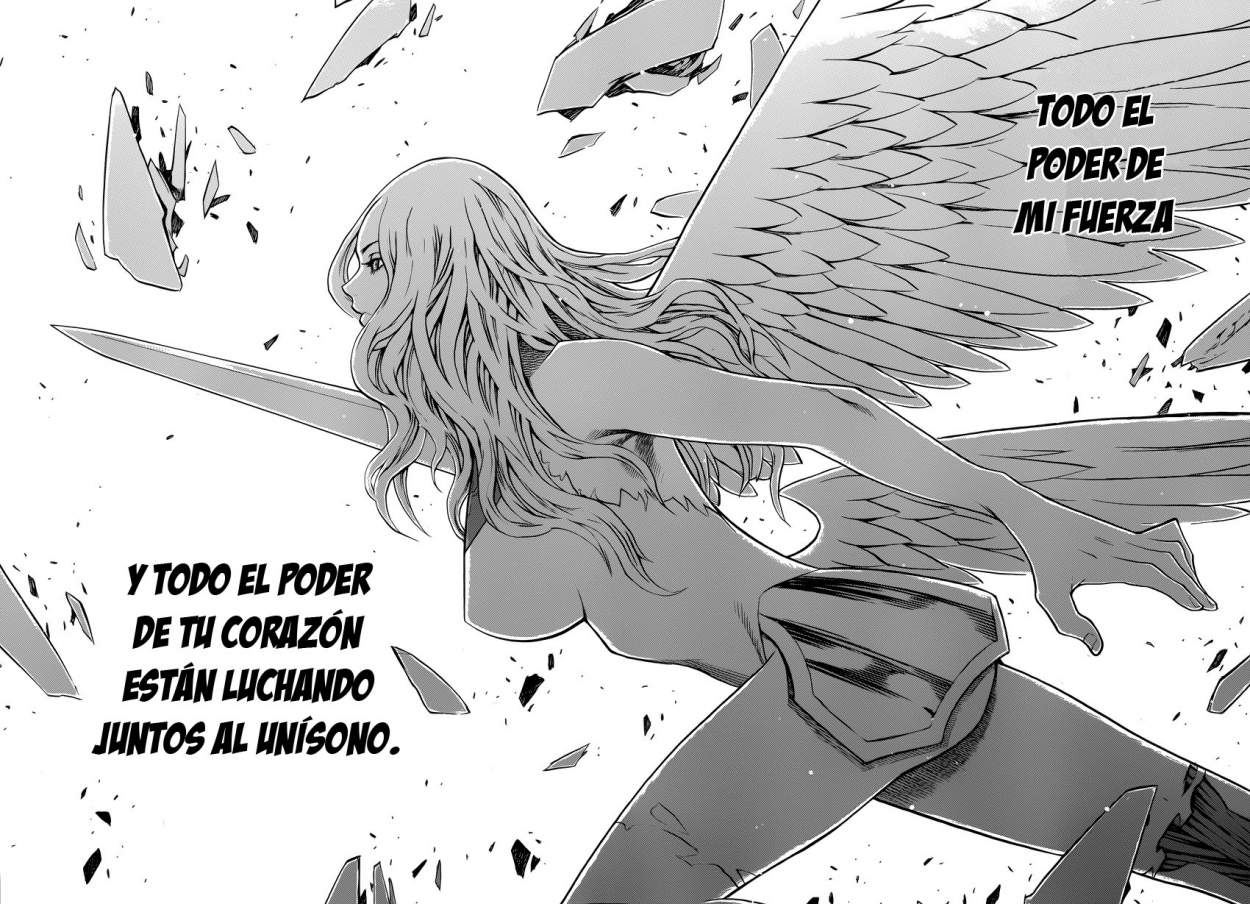 TODO EL
PODER DE
MI FUERZA
Y TODO EL PODER
DE TU CORAZÓN
ESTÁN LUCHANDO
JUNTOS AL UNÍSONO.